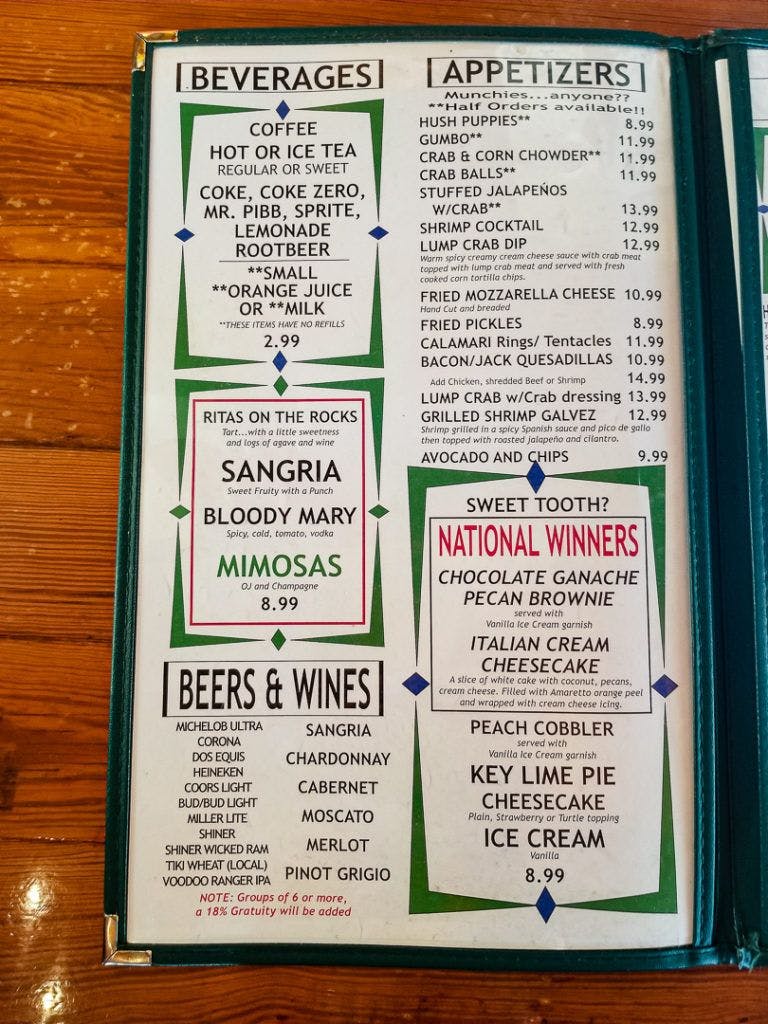 BEVERAGES
COFFEE
HOT OR ICE TEA
REGULAR OR SWEET
COKE, COKE ZERO,
MR. PIBB, SPRITE,
LEMONADE
ROOTBEER
**SMALL
**ORANGE JUICE
OR **MILK
**THESE ITEMS HAVE NO REFILLS
2.99
RITAS ON THE ROCKS
Tart...with a little sweetness
and logs of agave and wine
SANGRIA
Sweet Fruity with a Punch
BLOODY MARY
Spicy, cold, tomato, vodka
MIMOSAS
OJ and Champagne
8.99
BEERS & WINES
MICHELOB ULTRA
CORONA
DOS EQUIS
HEINEKEN
COORS LIGHT
BUD/BUD LIGHT
MILLER LITE
SHINER
SHINER WICKED RAM
TIKI WHEAT (LOCAL)
VOODOO RANGER IPA
SANGRIA
CHARDONNAY
CABERNET
MOSCATO
MERLOT
PINOT GRIGIO
NOTE: Groups of 6 or more,
a 18% Gratuity will be added
APPETIZERS
Munchies...anyone??
**Half Orders available!!
HUSH PUPPIES** 8.99
GUMBO** 11.99
CRAB & CORN CHOWDER** 11.99
CRAB BALLS** 11.99
STUFFED JALAPEÑOS
W/CRAB** 13.99
SHRIMP COCKTAIL 12.99
LUMP CRAB DIP 12.99
Warm spicy creamy cream cheese sauce with crab meat
topped with lump crab meat and served with fresh
cooked corn tortilla chips.
FRIED MOZZARELLA CHEESE 10.99
Hand Cut and breaded
FRIED PICKLES 8.99
CALAMARI Rings/ Tentacles 11.99
BACON/JACK QUESADILLAS 10.99
Add Chicken, shredded Beef or Shrimp 14.99
LUMP CRAB w/Crab dressing 13.99
GRILLED SHRIMP GALVEZ 12.99
Shrimp grilled in a spicy Spanish sauce and pico de gallo
then topped with roasted jalapeño and cilantro.
AVOCADO AND CHIPS 9.99
SWEET TOOTH?
NATIONAL WINNERS
CHOCOLATE GANACHE
PECAN BROWNIE
served with
Vanilla Ice Cream garnish
ITALIAN CREAM
CHEESECAKE
A slice of white cake with coconut, pecans,
cream cheese. Filled with Amaretto orange peel
and wrapped with cream cheese icing.
PEACH COBBLER
served with
Vanilla Ice Cream garnish
KEY LIME PIE
CHEESECAKE
Plain, Strawberry or Turtle topping
ICE CREAM
Vanilla
8.99